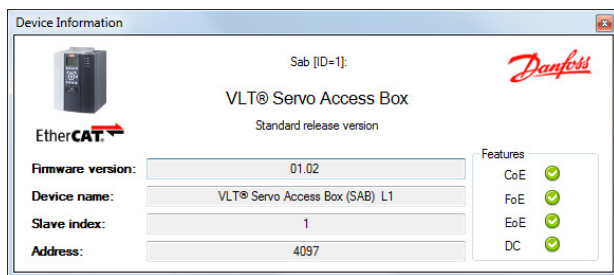 Device Information
Sab [ID=1]:
Danfoss
VLT® Servo Access Box
EtherCAT.
Standard release version
Features
Firmware version:
01.02
CoE
Device name:
VLT® Servo Access Box (SAB) L1
FoE
Slave index:
1
EoE
Address:
4097
DC